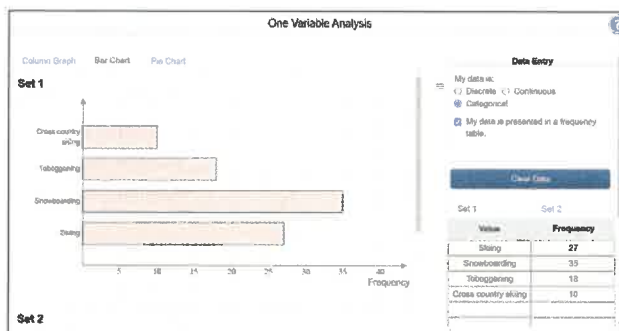 One Variable Analysis
Column Graph Bar Chart Pie Chart
Set 1
Cross country
skiing
Tobogganing
Snowboarding
Skiing
5 10 15 20 25 30 35 40
Frequency
Set 2
Data Entry
My data is:
Discrete Continuous
Categorical
My data is presented in a frequency
table.
Clear Data
Set 1 Set 2
Value Frequency
Skiing 27
Snowboarding 35
Tobogganing 18
Cross country skiing 10